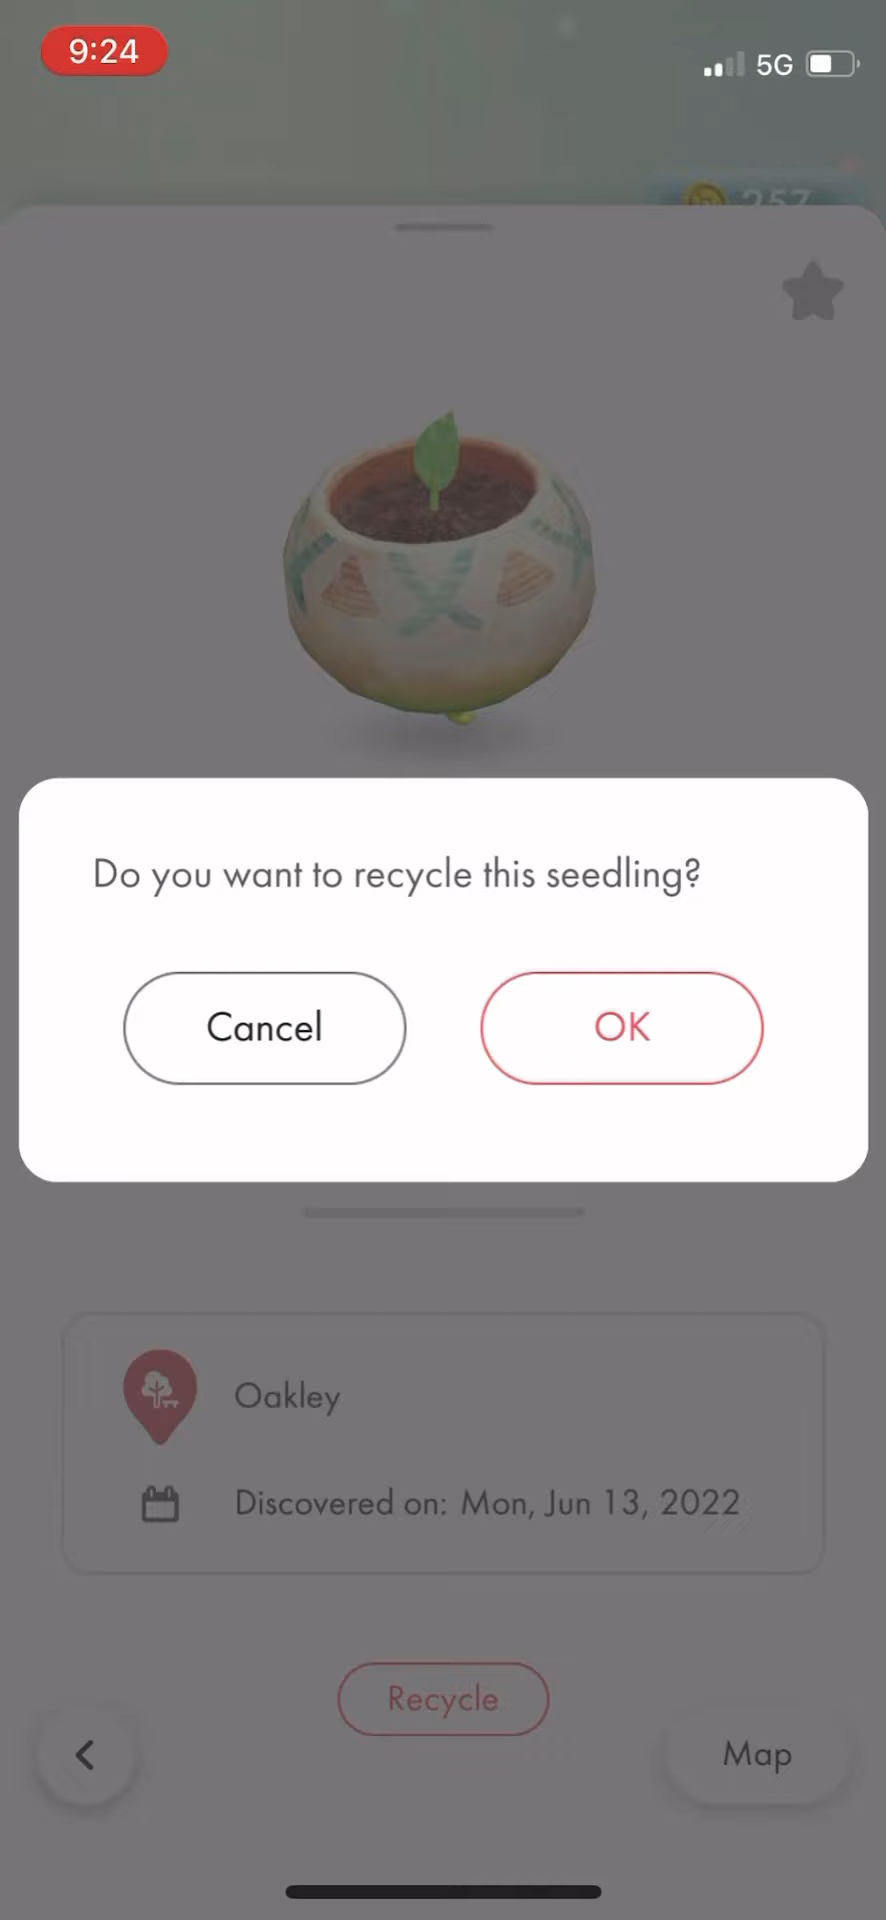 9:24
5G
257
Do you want to recycle this seedling?
Cancel
OK
Oakley
Discovered on: Mon, Jun 13, 2022
Recycle
Map